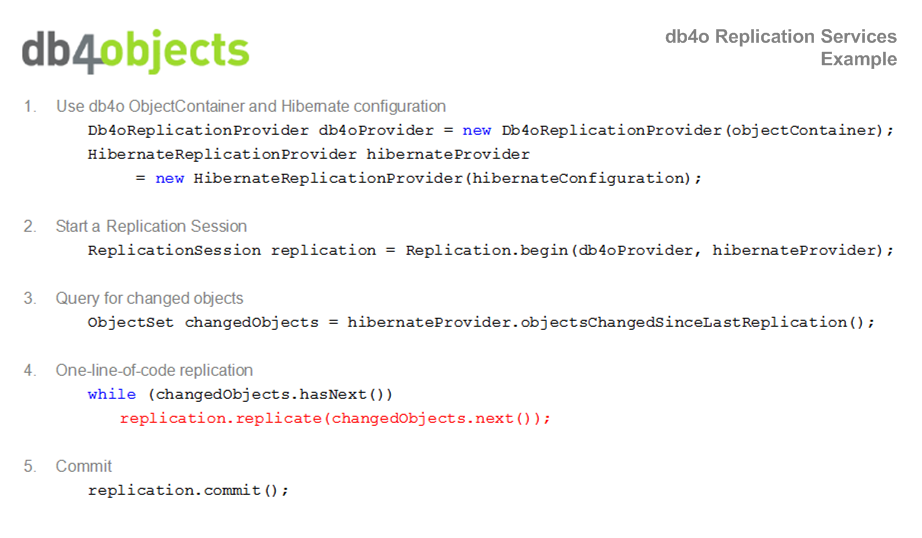 db4objects
db4o Replication Services
Example
1. Use db4o ObjectContainer and Hibernate configuration
Db4oReplicationProvider db4oProvider = new Db4oReplicationProvider(objectContainer);
HibernateReplicationProvider hibernateProvider
= new HibernateReplicationProvider(hibernateConfiguration);
2. Start a Replication Session
ReplicationSession replication = Replication.begin(db4oProvider, hibernateProvider);
3. Query for changed objects
ObjectSet changedObjects = hibernateProvider.objectsChangedSinceLastReplication();
4. One-line-of-code replication
while (changedObjects.hasNext())
replication.replicate(changedObjects.next());
5. Commit
replication.commit();